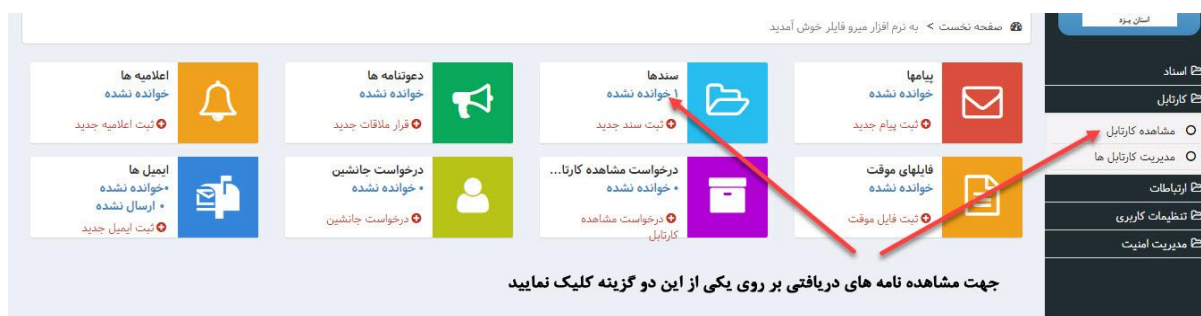 استان یزد
اسناد
کارتابل
مشاهده کارتابل
مدیریت کارتابل ها
ارتباطات
تنظیمات کاربری
مدیریت امنیت
صفحه نخست > به نرم افزار میرو فایلر خوش آمدید
پیامها
خوانده نشده
ثبت پیام جدید
سندها
۱ خوانده نشده
ثبت سند جدید
دعوتنامه ها
خوانده نشده
قرار ملاقات جدید
اعلامیه ها
خوانده نشده
ثبت اعلامیه جدید
فایلهای موقت
خوانده نشده
ثبت فایل موقت
درخواست مشاهده کارتا...
• خوانده نشده
درخواست مشاهده
کارتابل
درخواست جانشین
• خوانده نشده
درخواست جانشین
ایمیل ها
•خوانده نشده
• ارسال نشده
ثبت ایمیل جدید
جهت مشاهده نامه های دریافتی بر روی یکی از این دو گزینه کلیک نمایید